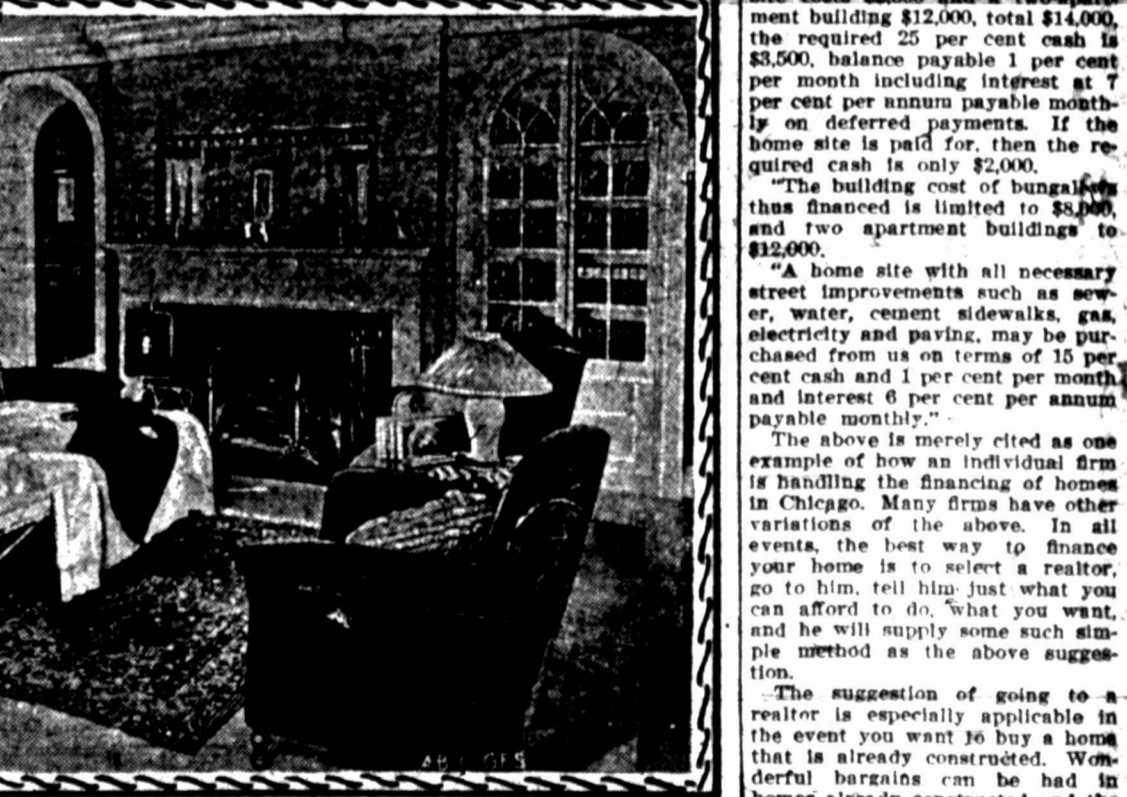 ment building $12,000, total $14,000,
the required 25 per cent cash is
$3,500, balance payable 1 per cent
per month including interest at 7
per cent per annum payable month-
ly on deferred payments. If the
home site is paid for, then the re-
quired cash is only $2,000.
"The building cost of bungalows
thus financed is limited to $8,000,
and two apartment buildings to
$12,000.
"A home site with all necessary
street improvements such as sew-
er, water, cement sidewalks, gas,
electricity and paving, may be pur-
chased from us on terms of 15 per
cent cash and 1 per cent per month
and interest 6 per cent per annum
payable monthly."
The above is merely cited as one
example of how an individual firm
is handling the financing of homes
in Chicago. Many firms have other
variations of the above. In all
events, the best way to finance
your home is to select a realtor,
go to him, tell him just what you
can afford to do, what you want,
and he will supply some such sim-
ple method as the above sugges-
tion.
The suggestion of going to a
realtor is especially applicable in
the event you want to buy a home
that is already constructed. Won-
derful bargains can be had in